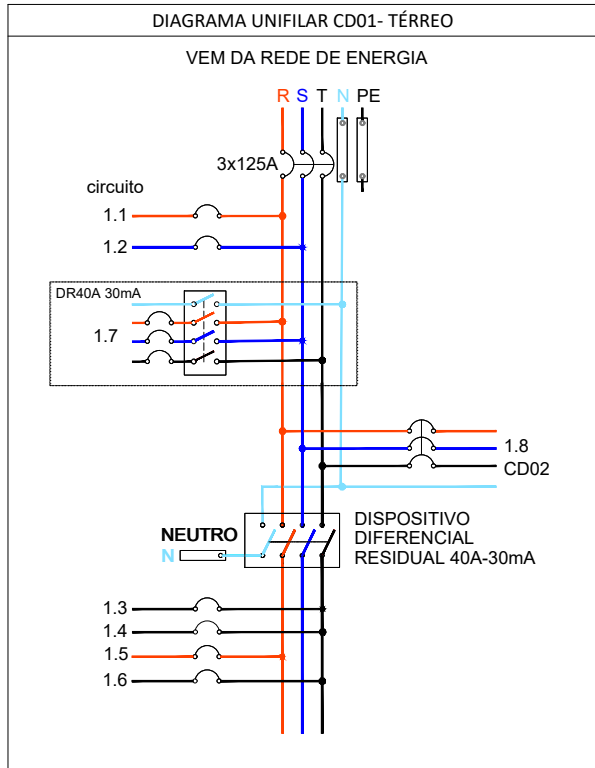 DIAGRAMA UNIFILAR CD01- TÉRREO
VEM DA REDE DE ENERGIA
R S T N PE
3x125A
circuito
1.1
1.2
DR40A 30mA
1.7
1.8
CD02
DISPOSITIVO
DIFERENCIAL
RESIDUAL 40A-30mA
NEUTRO
N
1.3
1.4
1.5
1.6